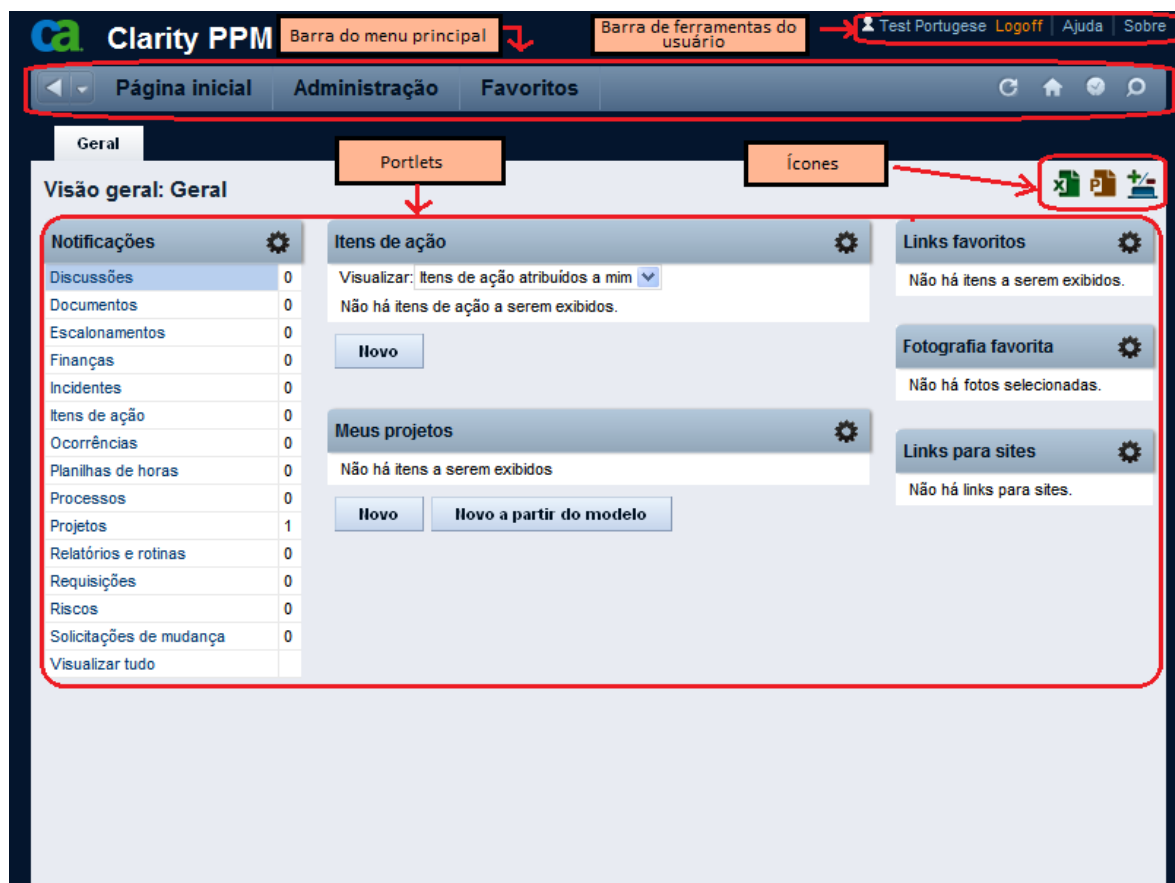 ca Clarity PPM
Barra do menu principal
Barra de ferramentas do
usuário
Test Portugese Logoff | Ajuda | Sobre
Página inicial Administração Favoritos
Geral
Portlets
Ícones
Visão geral: Geral
Notificações
Discussões 0
Documentos 0
Escalonamentos 0
Finanças 0
Incidentes 0
Itens de ação 0
Ocorrências 0
Planilhas de horas 0
Processos 0
Projetos 1
Relatórios e rotinas 0
Requisições 0
Riscos 0
Solicitações de mudança 0
Visualizar tudo
Itens de ação
Visualizar: Itens de ação atribuídos a mim
Não há itens de ação a serem exibidos.
Novo
Meus projetos
Não há itens a serem exibidos
Novo Novo a partir do modelo
Links favoritos
Não há itens a serem exibidos.
Fotografia favorita
Não há fotos selecionadas.
Links para sites
Não há links para sites.